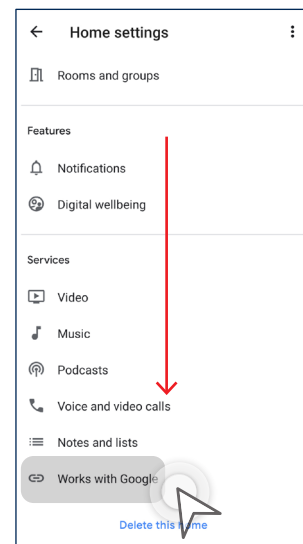 Home settings
Rooms and groups
Features
Notifications
Digital wellbeing
Services
Video
Music
Podcasts
Voice and video calls
Notes and lists
Works with Google
Delete this home